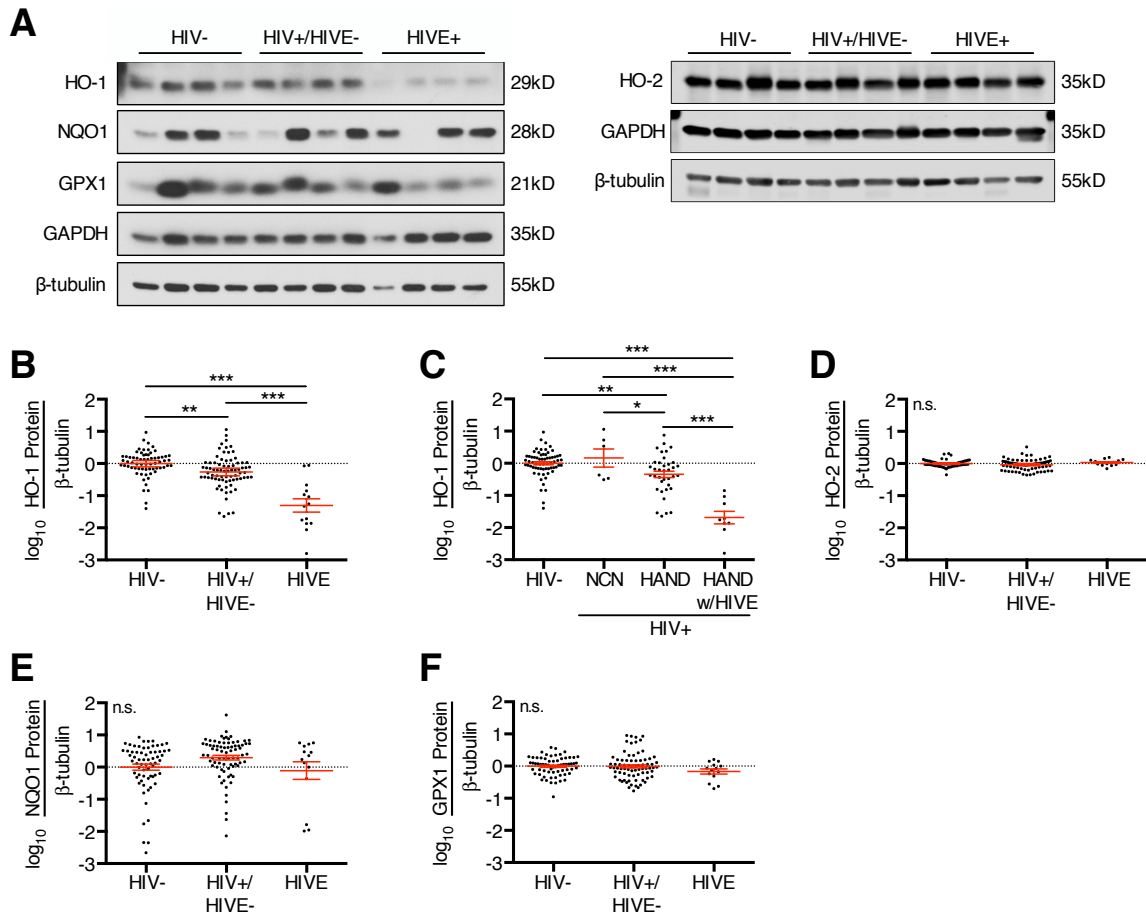 A
HIV- HIV+/HIVE- HIVE+
HO-1 29kD
NQO1 28kD
GPX1 21kD
GAPDH 35kD
β-tubulin 55kD
HIV- HIV+/HIVE- HIVE+
HO-2 35kD
GAPDH 35kD
β-tubulin 55kD
B
***
** ***
log10 HO-1 Protein
β-tubulin
2
1
0
-1
-2
-3
HIV- HIV+/ HIVE
HIVE-
C
***
***
**
* ***
log10 HO-1 Protein
β-tubulin
2
1
0
-1
-2
-3
HIV- NCN HAND HAND
w/HIVE
HIV+
D
n.s.
log10 HO-2 Protein
β-tubulin
2
1
0
-1
-2
-3
HIV- HIV+/ HIVE
HIVE-
E
n.s.
log10 NQO1 Protein
β-tubulin
2
1
0
-1
-2
-3
HIV- HIV+/ HIVE
HIVE-
F
n.s.
log10 GPX1 Protein
β-tubulin
2
1
0
-1
-2
-3
HIV- HIV+/ HIVE
HIVE-